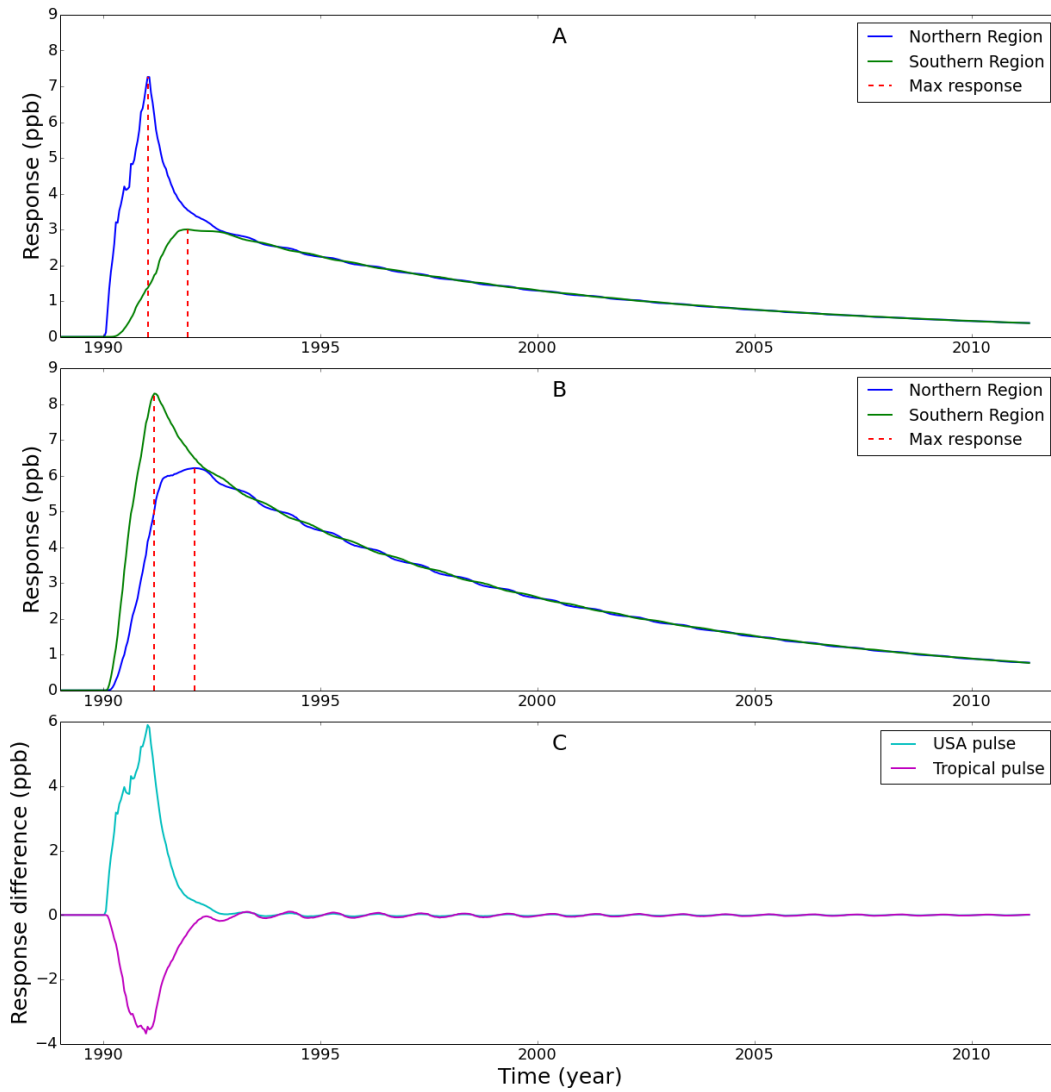 A
Northern Region
Southern Region
Max response
Response (ppb)
9
8
7
6
5
4
3
2
1
0
1990 1995 2000 2005 2010
B
Northern Region
Southern Region
Max response
Response (ppb)
9
8
7
6
5
4
3
2
1
0
1990 1995 2000 2005 2010
C
USA pulse
Tropical pulse
Response difference (ppb)
6
4
2
0
−2
−4
1990 1995 2000 2005 2010
Time (year)